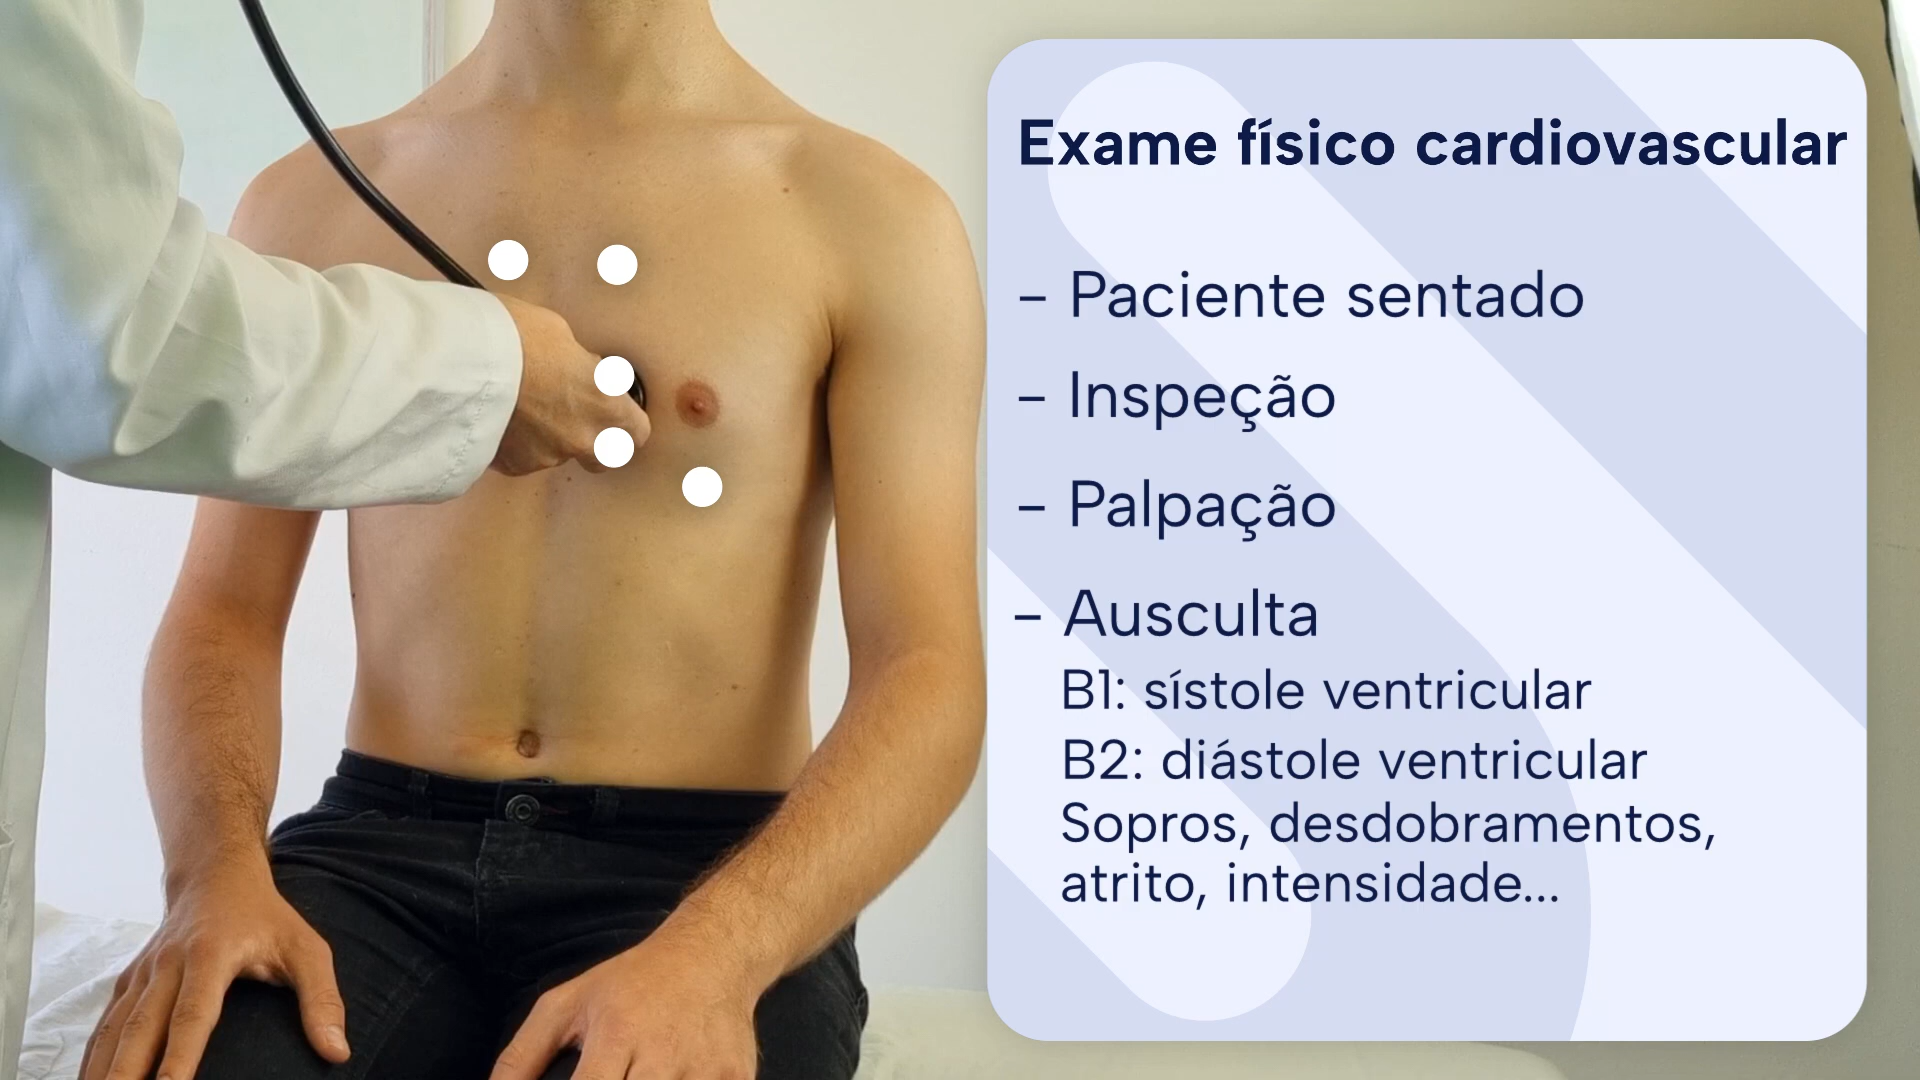 Exame físico cardiovascular
- Paciente sentado
- Inspeção
- Palpação
- Ausculta
B1: sístole ventricular
B2: diástole ventricular
Sopros, desdobramentos,
atrito, intensidade...